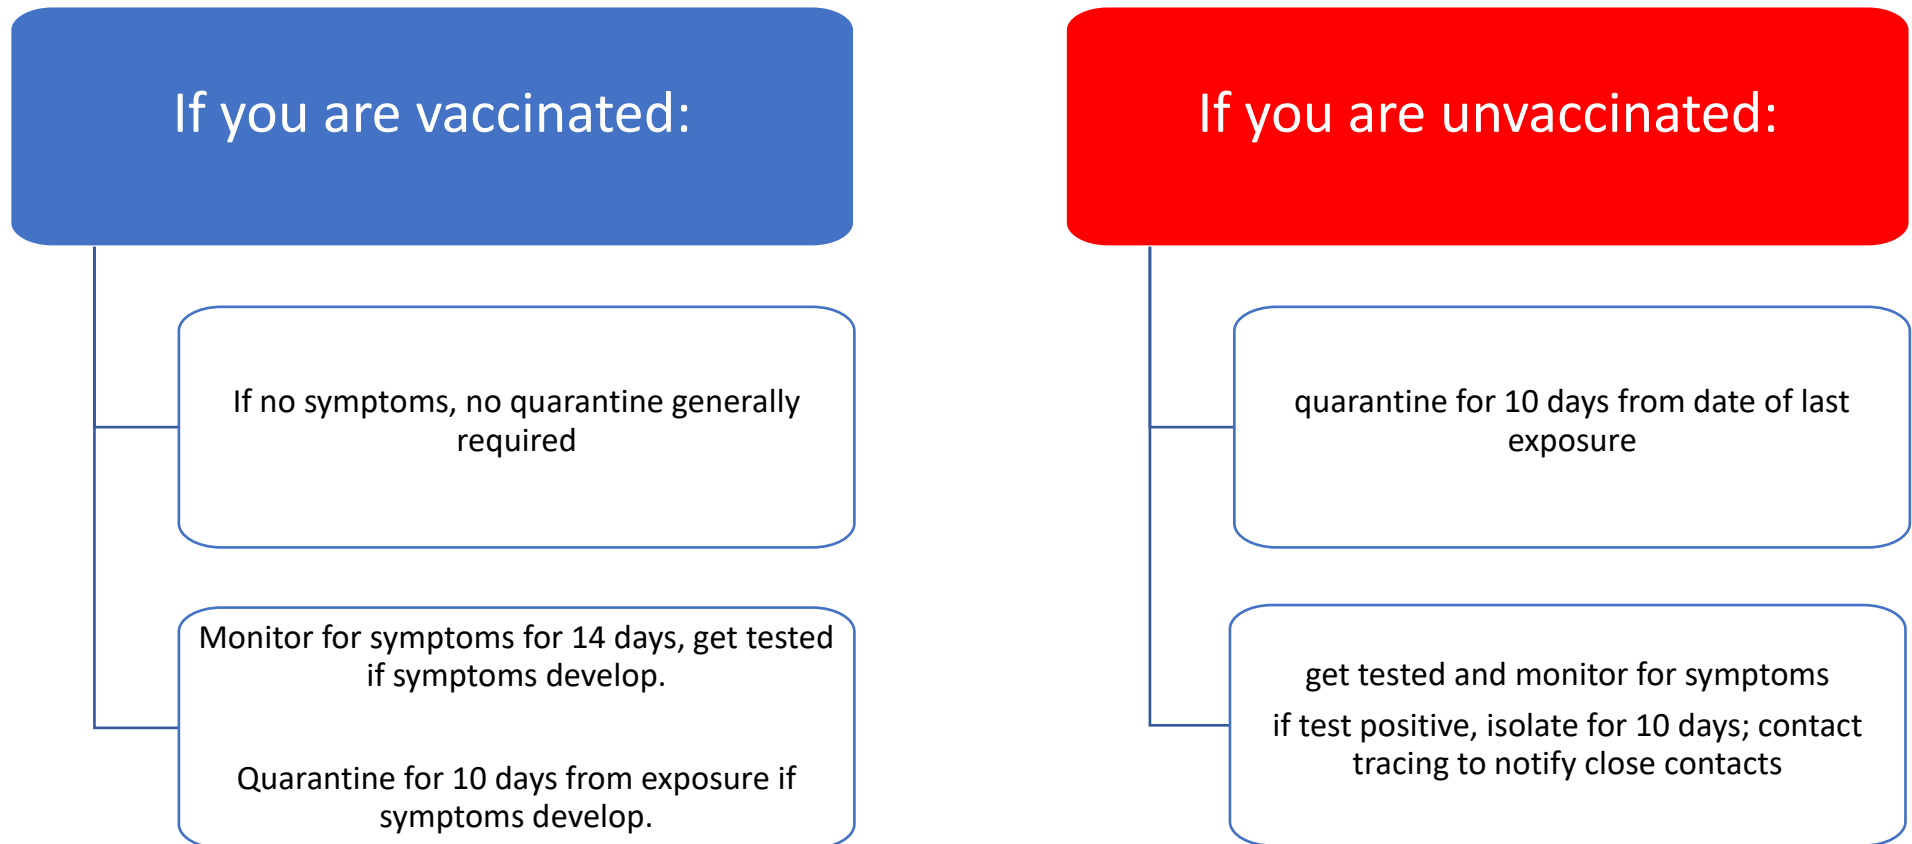 If you are vaccinated:
If no symptoms, no quarantine generally
required
Monitor for symptoms for 14 days, get tested
if symptoms develop.
Quarantine for 10 days from exposure if
symptoms develop.
If you are unvaccinated:
quarantine for 10 days from date of last
exposure
get tested and monitor for symptoms
if test positive, isolate for 10 days; contact
tracing to notify close contacts